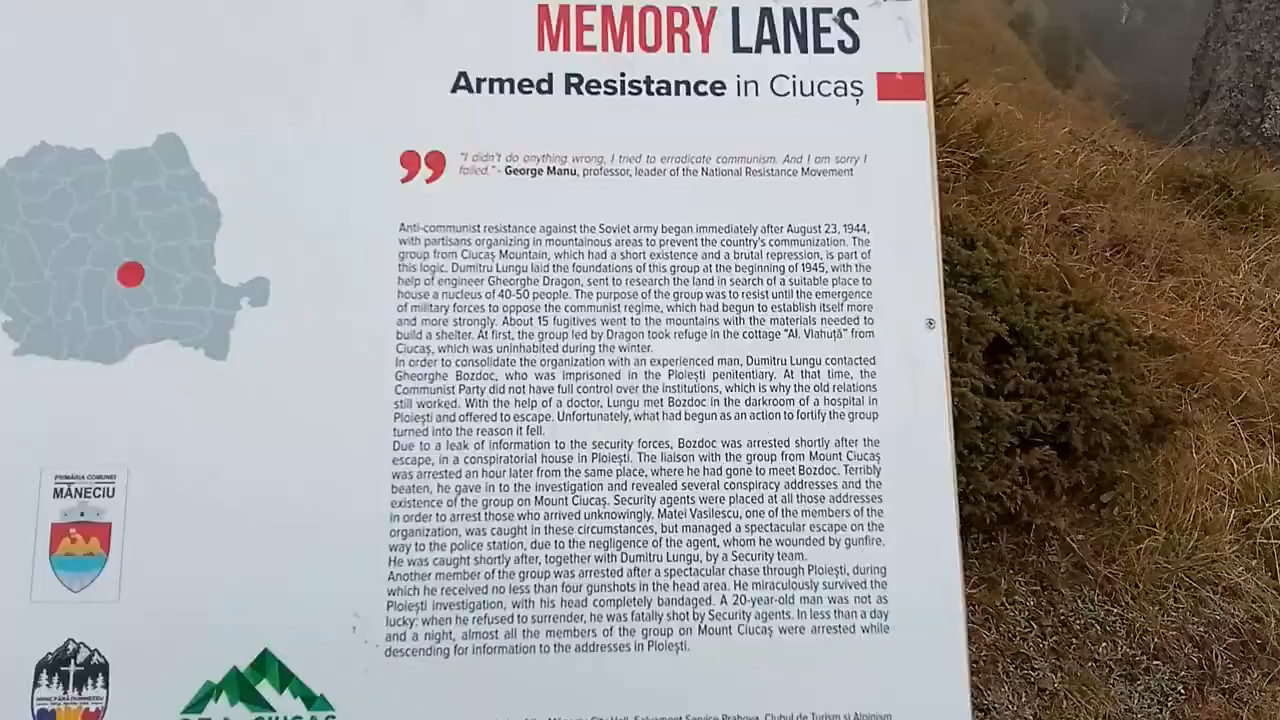 MEMORY LANES
Armed Resistance in Ciucaș
"I didn't do anything wrong, I tried to erradicate communism. And I am sorry I
failed." - George Manu, professor, leader of the National Resistance Movement
Anti-communist resistance against the Soviet army began immediately after August 23, 1944,
with partisans organizing in mountainous areas to prevent the country's communization. The
group from Ciucaș Mountain, which had a short existence and a brutal repression, is part of
this logic. Dumitru Lungu laid the foundations of this group at the beginning of 1945, with the
help of engineer Gheorghe Dragon, sent to research the land in search of a suitable place to
house a nucleus of 40-50 people. The purpose of the group was to resist until the emergence
of military forces to oppose the communist regime, which had begun to establish itself more
and more strongly. About 15 fugitives went to the mountains with the materials needed to
build a shelter. At first, the group led by Dragon took refuge in the cottage "Al. Vlahuță" from
Ciucaș, which was uninhabited during the winter.
In order to consolidate the organization with an experienced man, Dumitru Lungu contacted
Gheorghe Bozdoc, who was imprisoned in the Ploiești penitentiary. At that time, the
Communist Party did not have full control over the institutions, which is why the old relations
still worked. With the help of a doctor, Lungu met Bozdoc in the darkroom of a hospital in
Ploiești and offered to escape. Unfortunately, what had begun as an action to fortify the group
turned into the reason it fell.
Due to a leak of information to the security forces, Bozdoc was arrested shortly after the
escape, in a conspiratorial house in Ploiești. The liaison with the group from Mount Ciucaș
was arrested an hour later from the same place, where he had gone to meet Bozdoc. Terribly
beaten, he gave in to the investigation and revealed several conspiracy addresses and the
existence of the group on Mount Ciucaș. Security agents were placed at all those addresses
in order to arrest those who arrived unknowingly. Matei Vasilescu, one of the members of the
organization, was caught in these circumstances, but managed a spectacular escape on the
way to the police station, due to the negligence of the agent, whom he wounded by gunfire.
He was caught shortly after, together with Dumitru Lungu, by a Security team.
Another member of the group was arrested after a spectacular chase through Ploiești, during
which he received no less than four gunshots in the head area. He miraculously survived the
Ploiești investigation, with his head completely bandaged. A 20-year-old man was not as
lucky: when he refused to surrender, he was fatally shot by Security agents. In less than a day
and a night, almost all the members of the group on Mount Ciucaș were arrested while
descending for information to the addresses in Ploiești.
PRIMĂRIA COMUNEI
MĂNECIU
CIUCAȘ
City Hall, Salvamont Service Prahova, Clubul de Turism și Alpinism